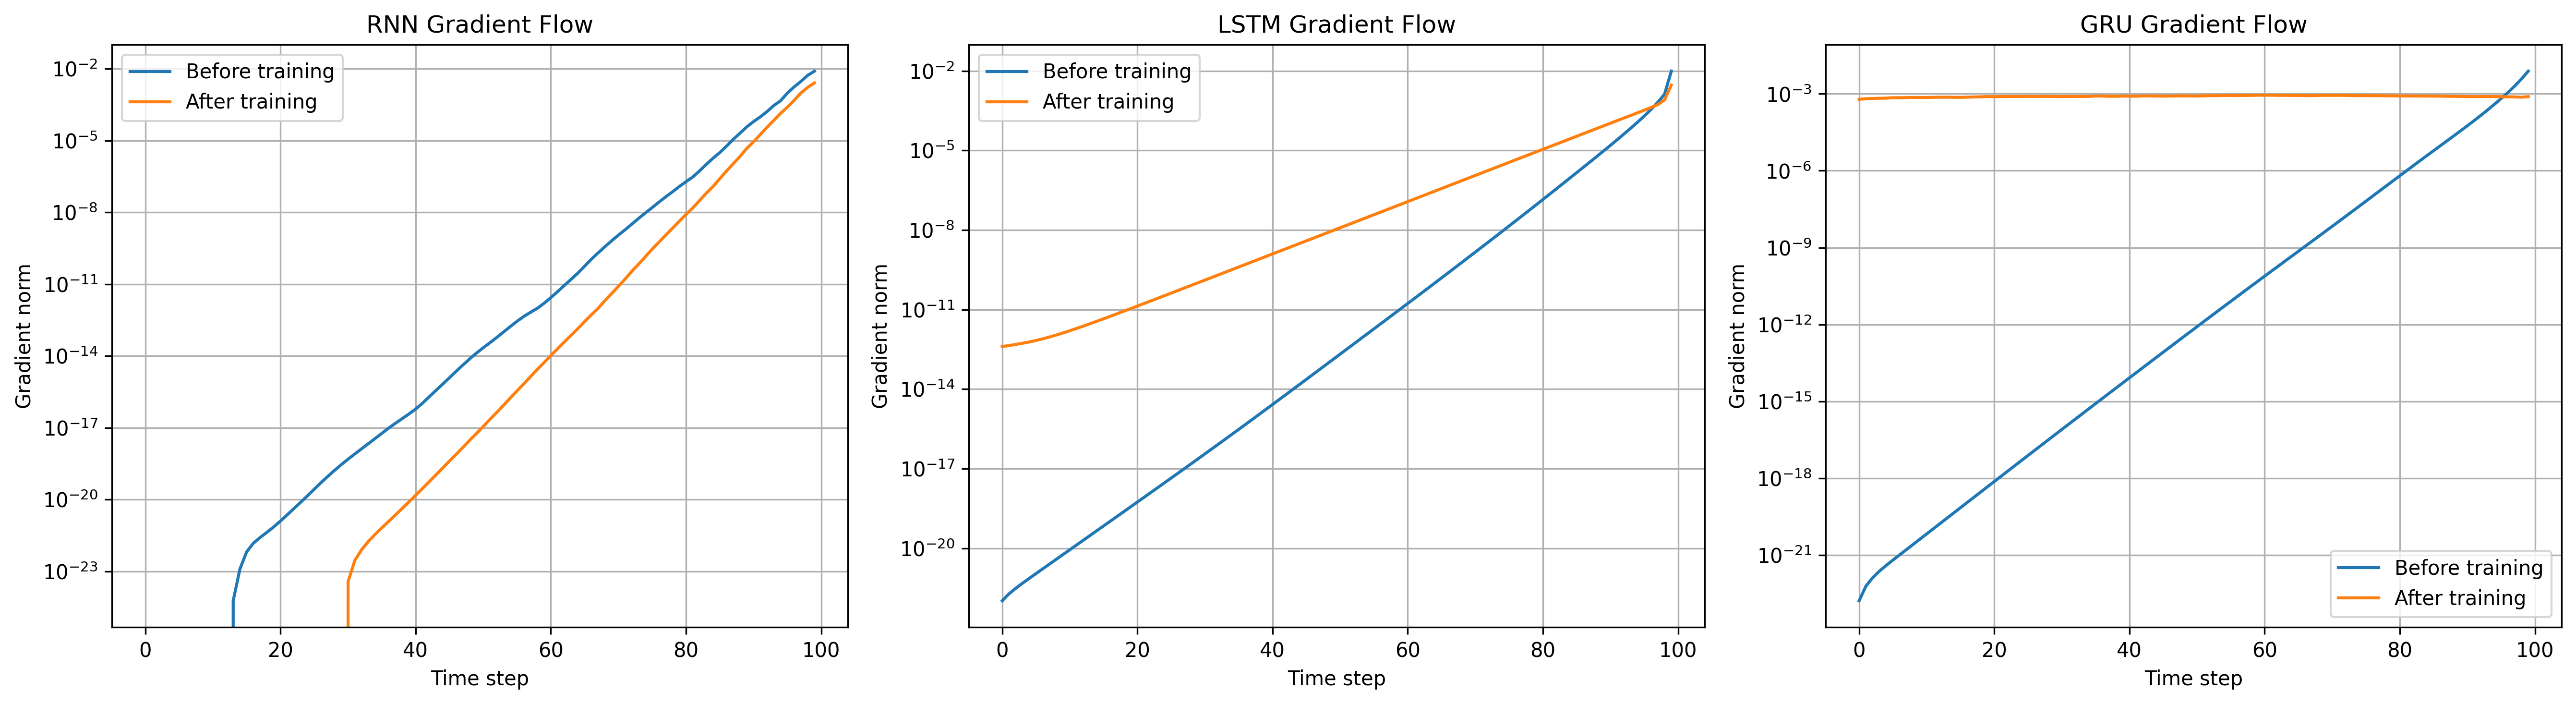 RNN Gradient Flow
Gradient norm
10⁻²
10⁻⁵
10⁻⁸
10⁻¹¹
10⁻¹⁴
10⁻¹⁷
10⁻²⁰
10⁻²³
Before training
After training
0 20 40 60 80 100
Time step
LSTM Gradient Flow
Gradient norm
10⁻²
10⁻⁵
10⁻⁸
10⁻¹¹
10⁻¹⁴
10⁻¹⁷
10⁻²⁰
Before training
After training
0 20 40 60 80 100
Time step
GRU Gradient Flow
Gradient norm
10⁻³
10⁻⁶
10⁻⁹
10⁻¹²
10⁻¹⁵
10⁻¹⁸
10⁻²¹
Before training
After training
0 20 40 60 80 100
Time step